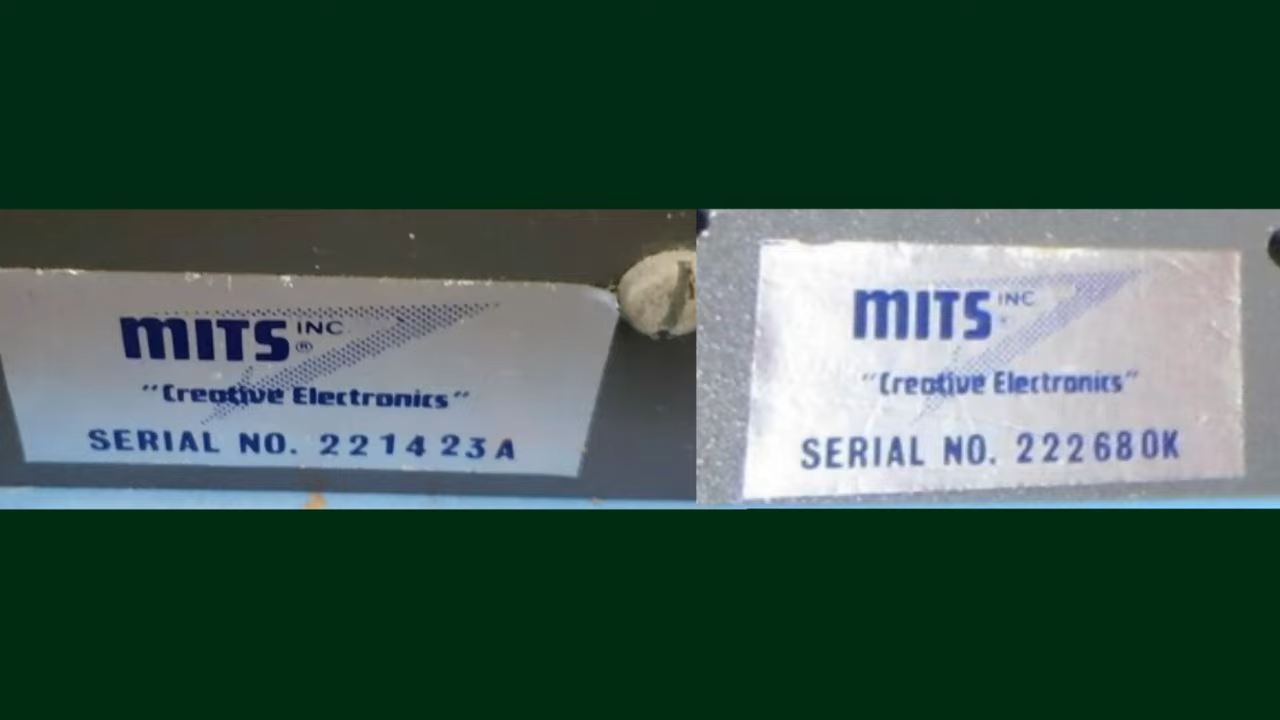 MITS INC
®
"Creative Electronics"
SERIAL NO. 221423A
MITS INC
"Creative Electronics"
SERIAL NO. 222680K